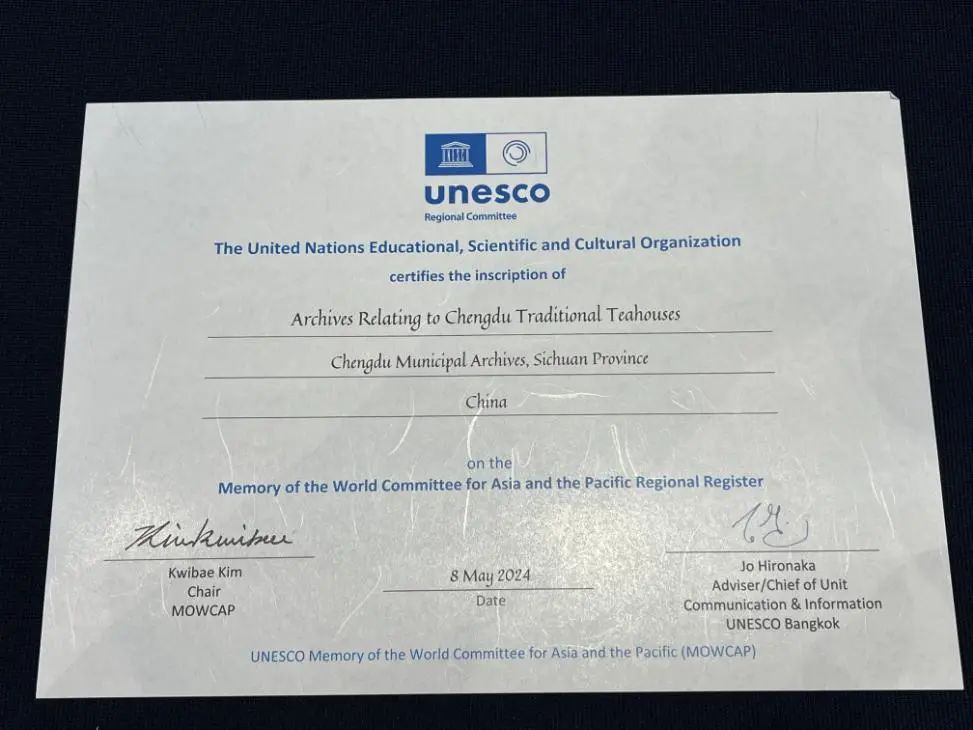 unesco
Regional Committee
The United Nations Educational, Scientific and Cultural Organization
certifies the inscription of
Archives Relating to Chengdu Traditional Teahouses
Chengdu Municipal Archives, Sichuan Province
China
on the
Memory of the World Committee for Asia and the Pacific Regional Register
Kwibae Kim
Chair
MOWCAP
8 May 2024
Date
Jo Hironaka
Adviser/Chief of Unit
Communication & Information
UNESCO Bangkok
UNESCO Memory of the World Committee for Asia and the Pacific (MOWCAP)